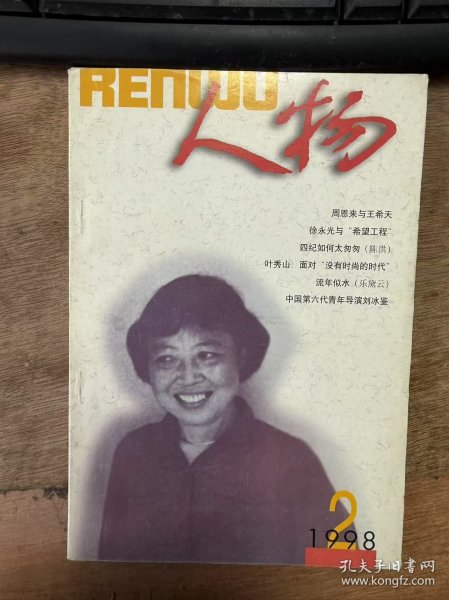 RENWU
人物
周恩来与王希天
徐永光与“希望工程”
四纪如何太匆匆（陈洪）
叶秀山：面对“没有时尚的时代”
流年似水（乐黛云）
中国第六代青年导演刘冰鉴
2
1998
孔夫子旧书网
www.kongfz.com